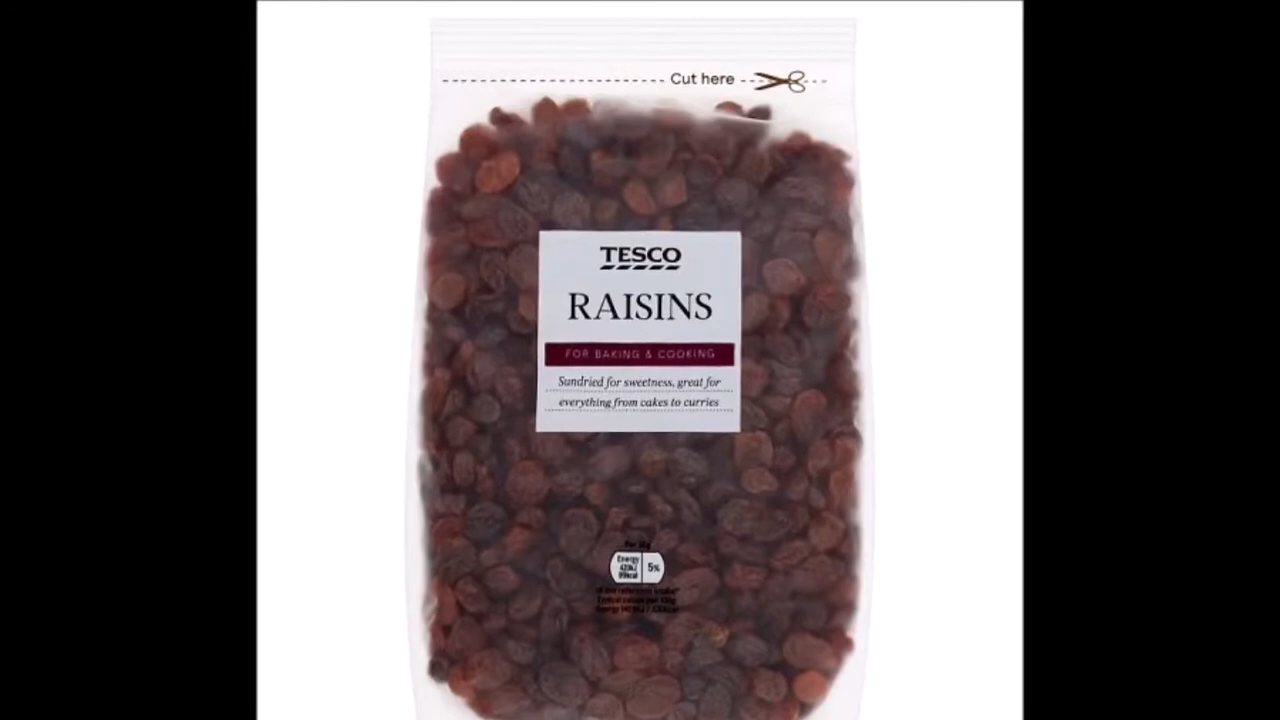 Cut here
TESCO
RAISINS
FOR BAKING & COOKING
Sundried for sweetness, great for
everything from cakes to curries
Energy
5%